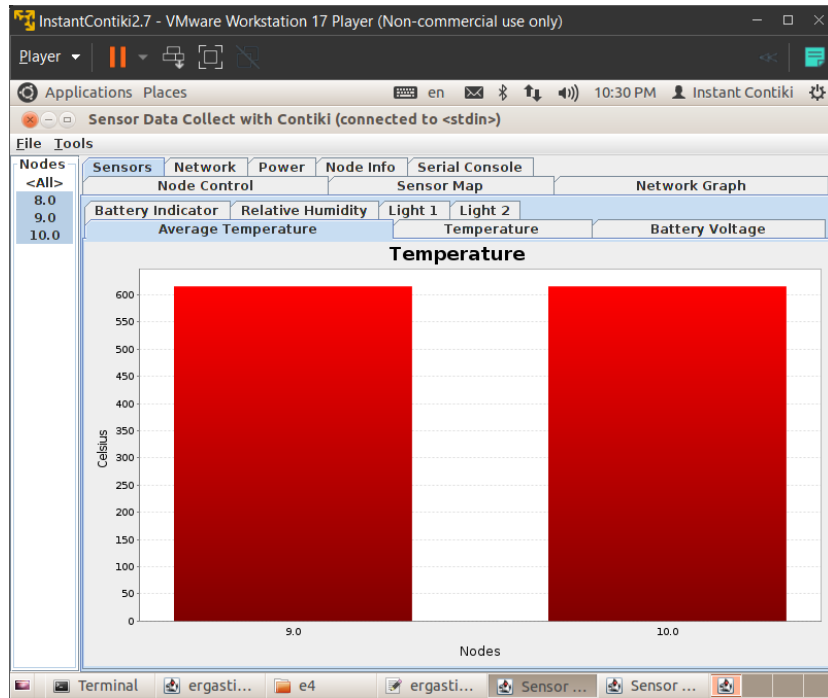 InstantContiki2.7 - VMware Workstation 17 Player (Non-commercial use only)
Player
Applications Places en 10:30 PM Instant Contiki
Sensor Data Collect with Contiki (connected to <stdin>)
File Tools
Nodes
<All>
8.0
9.0
10.0
Sensors Network Power Node Info Serial Console
Node Control Sensor Map Network Graph
Battery Indicator Relative Humidity Light 1 Light 2
Average Temperature Temperature Battery Voltage
Temperature
600
550
500
450
400
350
300
250
200
150
100
50
0
Celsius
9.0 10.0
Nodes
Terminal ergasti... e4 ergasti... Sensor ... Sensor ...